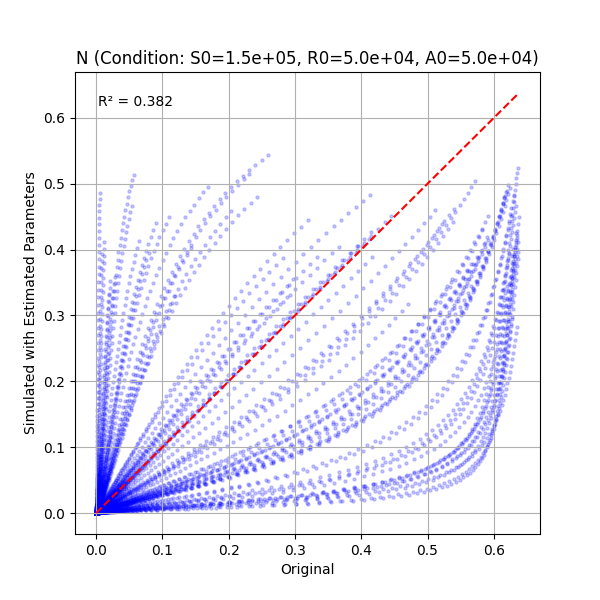 N (Condition: S0=1.5e+05, R0=5.0e+04, A0=5.0e+04)
R² = 0.382
Simulated with Estimated Parameters
0.6
0.5
0.4
0.3
0.2
0.1
0.0
0.0 0.1 0.2 0.3 0.4 0.5 0.6
Original